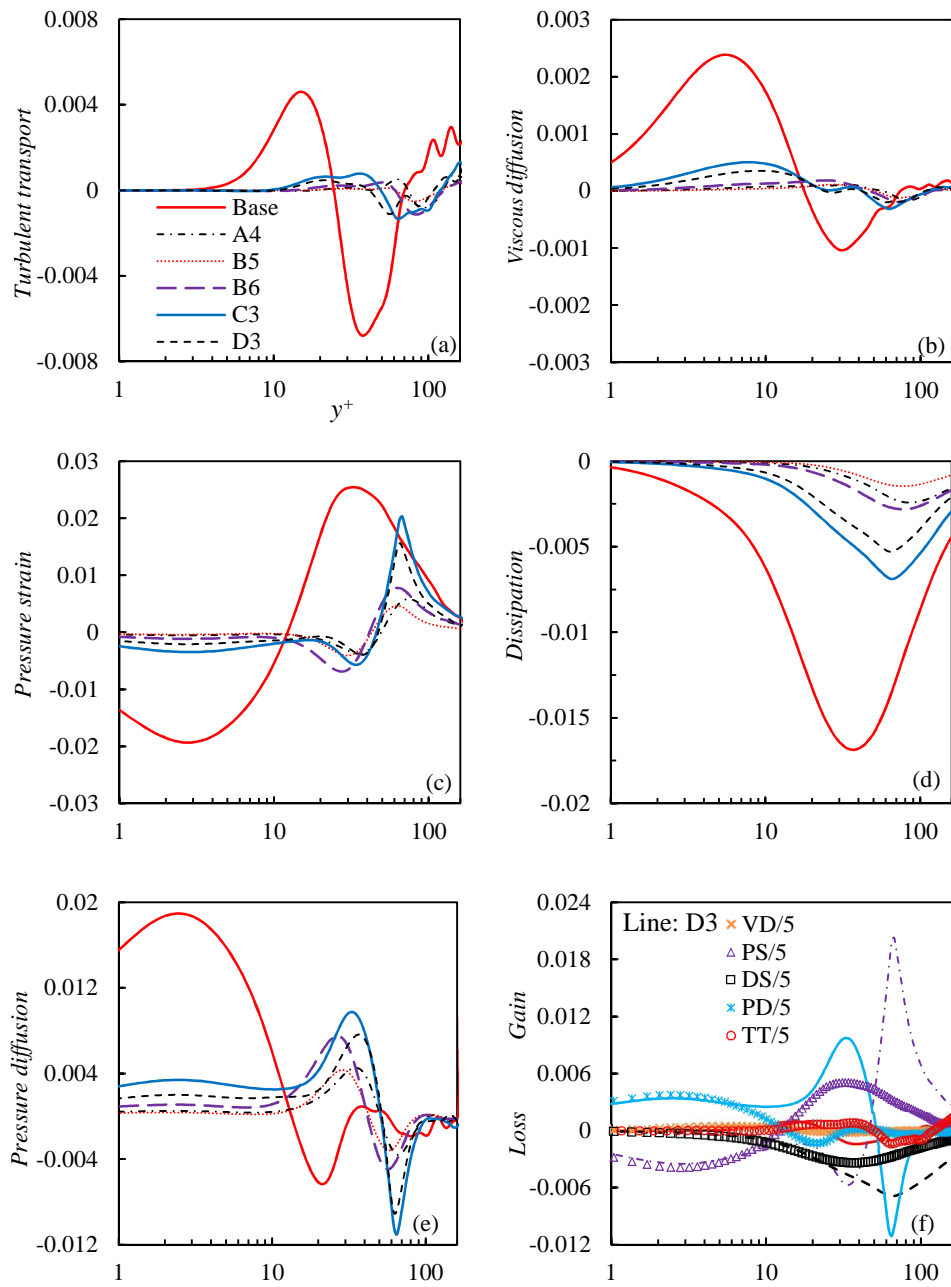 0.008
0.004
0
-0.004
-0.008
Turbulent transport
Base
A4
B5
B6
C3
D3
(a)
1
10
100
y+
0.003
0.002
0.001
0
-0.001
-0.002
-0.003
Viscous diffusion
(b)
1
10
100
0.03
0.02
0.01
0
-0.01
-0.02
-0.03
Pressure strain
(c)
1
10
100
0
-0.005
-0.01
-0.015
-0.02
Dissipation
(d)
1
10
100
0.02
0.012
0.004
-0.004
-0.012
Pressure diffusion
(e)
1
10
100
0.024
0.018
0.012
0.006
0
-0.006
-0.012
Loss Gain
Line: D3
VD/5
PS/5
DS/5
PD/5
TT/5
(f)
1
10
100